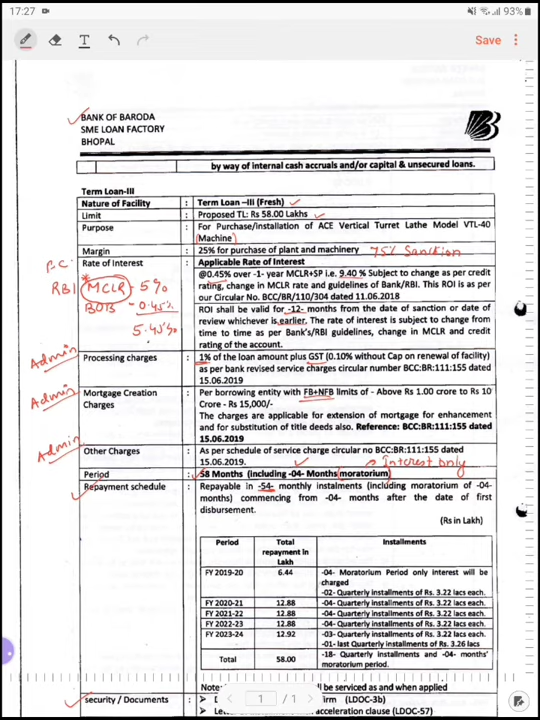 17:27
93%
Save
BANK OF BARODA
SME LOAN FACTORY
BHOPAL
by way of internal cash accruals and/or capital & unsecured loans.
Term Loan-III
Nature of Facility : Term Loan –III (Fresh)
Limit : Proposed TL: Rs 58.00 Lakhs
Purpose : For Purchase/Installation of ACE Vertical Turret Lathe Model VTL-40
(Machine)
Margin : 25% for purchase of plant and machinery 75% Sanction
Rate of Interest : Applicable Rate of Interest
@0.45% over -1- year MCLR+SP i.e. 9.40 % Subject to change as per credit
rating, change in MCLR rate and guidelines of Bank/RBI. This ROI is as per
our Circular No. BCC/BR/110/304 dated 11.06.2018
ROI shall be valid for -12- months from the date of sanction or date of
review whichever is earlier. The rate of interest is subject to change from
time to time as per Bank's/RBI guidelines, change in MCLR and credit
rating of the account.
RBI MCLR - 5%
BOB - 0.45%
5.45%
Admin
Processing charges : 1% of the loan amount plus GST (0.10% without Cap on renewal of facility)
as per bank revised service charges circular number BCC:BR:111:155 dated
15.06.2019
Admin
Mortgage Creation Charges : Per borrowing entity with FB+NFB limits of - Above Rs 1.00 crore to Rs 10
Crore - Rs 15,000/-
The charges are applicable for extension of mortgage for enhancement
and for substitution of title deeds also. Reference: BCC:BR:111:155 dated
15.06.2019
Admin
Other Charges : As per schedule of service charge circular no BCC:BR:111:155 dated
15.06.2019.
Interest only
Period : 58 Months (including -04- Months moratorium)
Repayment schedule : Repayable in -54- monthly instalments (including moratorium of -04-
months) commencing from -04- months after the date of first
disbursement.
(Rs in Lakh)
Period Total repayment in Lakh Installments
FY 2019-20 6.44 -04- Moratorium Period only interest will be
charged
-02- Quarterly installments of Rs. 3.22 lacs each.
FY 2020-21 12.88 -04- Quarterly installments of Rs. 3.22 lacs each.
FY 2021-22 12.88 -04- Quarterly installments of Rs. 3.22 lacs each.
FY 2022-23 12.88 -04- Quarterly installments of Rs. 3.22 lacs each.
FY 2023-24 12.92 -03- Quarterly installments of Rs. 3.22 lacs each.
-01- last Quarterly installments of Rs. 3.26 lacs
Total 58.00 -18- Quarterly installments and -04- months'
moratorium period.
Note: be serviced as and when applied
security / Documents : (LDOC-3b)
acceleration clause (LDOC-57)
1 / 1